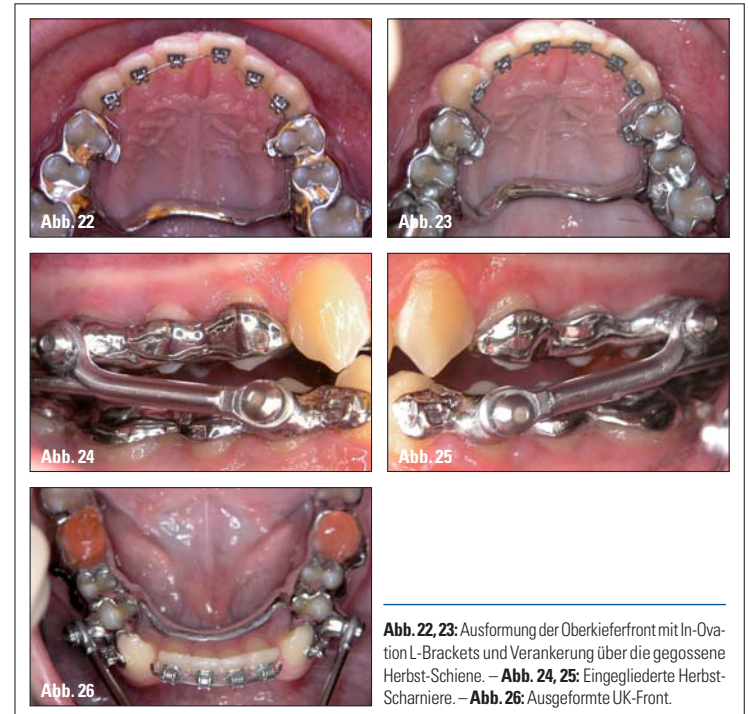 Abb. 22
Abb. 23
Abb. 24
Abb. 25
Abb. 26
Abb. 22, 23: Ausformung der Oberkieferfront mit In-Ova-
tion L-Brackets und Verankerung über die gegossene
Herbst-Schiene. – Abb. 24, 25: Eingegliederte Herbst-
Scharniere. – Abb. 26: Ausgeformte UK-Front.